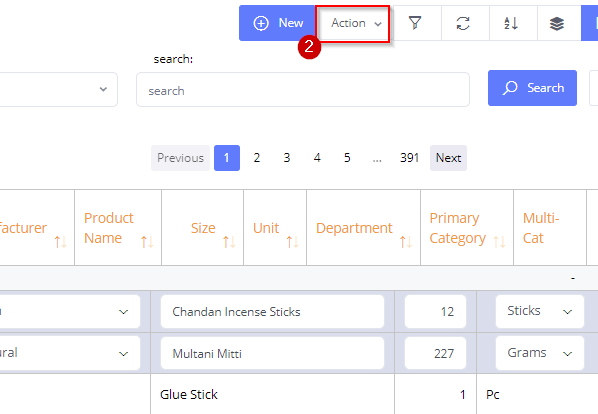 New Action
2
search:
search Search
Previous 1 2 3 4 5 ... 391 Next
facturer Product Name Size Unit Department Primary Category Multi-Cat
-
Chandan Incense Sticks 12 Sticks
ural Multani Mitti 227 Grams
Glue Stick 1 Pc